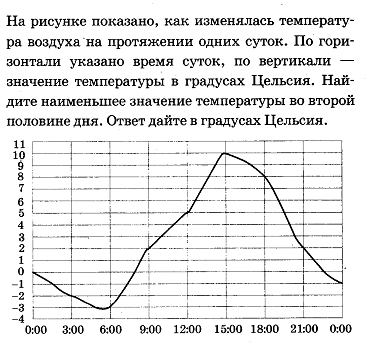 На рисунке показано, как изменялась температу-
ра воздуха на протяжении одних суток. По гори-
зонтали указано время суток, по вертикали —
значение температуры в градусах Цельсия. Най-
дите наименьшее значение температуры во второй
половине дня. Ответ дайте в градусах Цельсия.
11
10
9
8
7
6
5
4
3
2
1
0
−1
−2
−3
−4
0:00 3:00 6:00 9:00 12:00 15:00 18:00 21:00 0:00